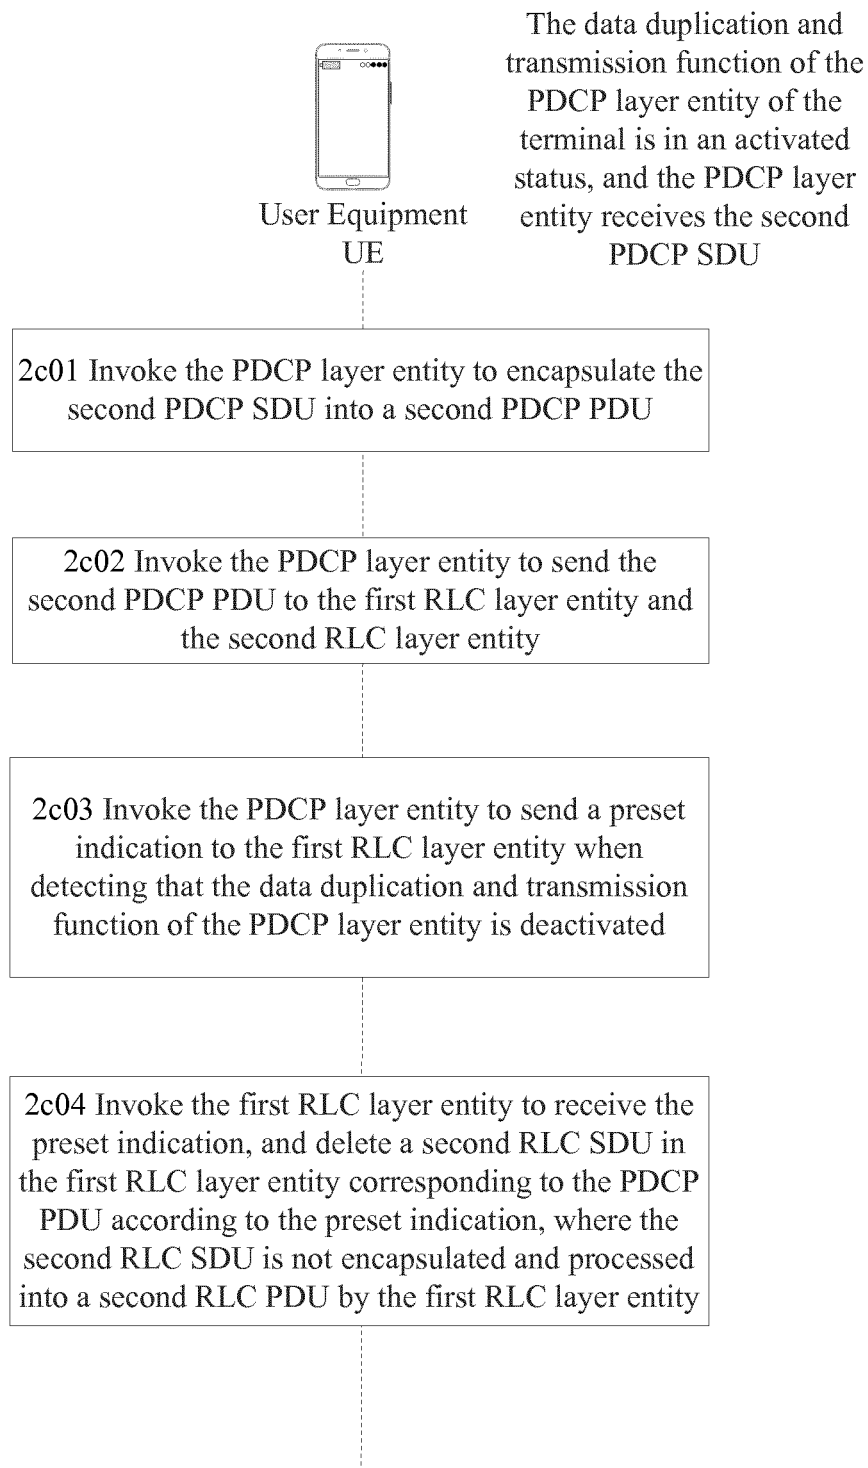 The data duplication and
transmission function of the
PDCP layer entity of the
terminal is in an activated
status, and the PDCP layer
entity receives the second
PDCP SDU
User Equipment
UE
2c01 Invoke the PDCP layer entity to encapsulate the
second PDCP SDU into a second PDCP PDU
2c02 Invoke the PDCP layer entity to send the
second PDCP PDU to the first RLC layer entity and
the second RLC layer entity
2c03 Invoke the PDCP layer entity to send a preset
indication to the first RLC layer entity when
detecting that the data duplication and transmission
function of the PDCP layer entity is deactivated
2c04 Invoke the first RLC layer entity to receive the
preset indication, and delete a second RLC SDU in
the first RLC layer entity corresponding to the PDCP
PDU according to the preset indication, where the
second RLC SDU is not encapsulated and processed
into a second RLC PDU by the first RLC layer entity